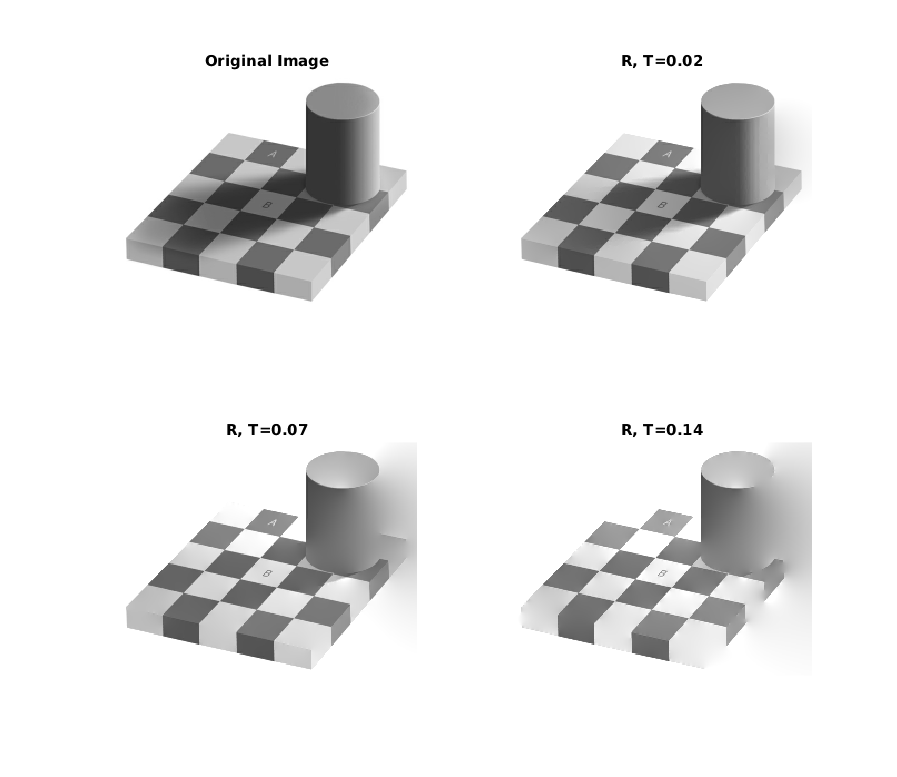 Original Image
R, T=0.02
A
A
B
B
R, T=0.07
R, T=0.14
A
A
B
B